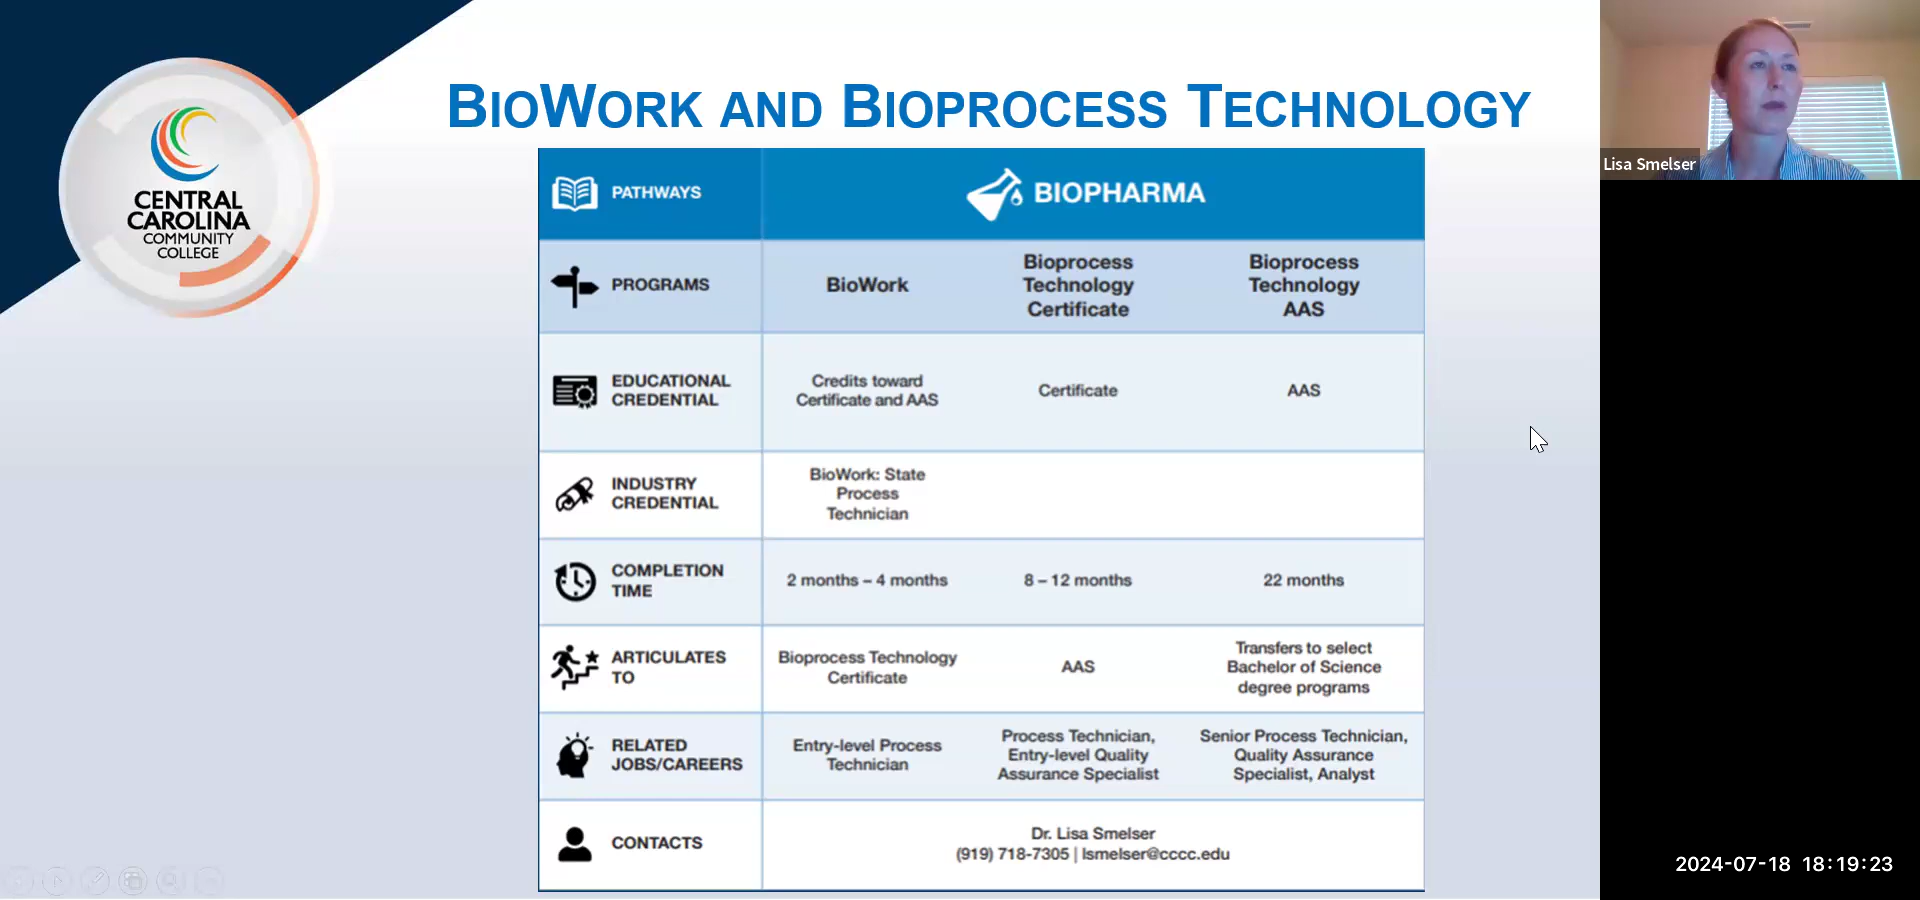 BIOWORK AND BIOPROCESS TECHNOLOGY
CENTRAL
CAROLINA
COMMUNITY
COLLEGE
PATHWAYS
BIOPHARMA
PROGRAMS
BioWork
Bioprocess
Technology
Certificate
Bioprocess
Technology
AAS
EDUCATIONAL
CREDENTIAL
Credits toward
Certificate and AAS
Certificate
AAS
INDUSTRY
CREDENTIAL
BioWork: State
Process
Technician
COMPLETION
TIME
2 months – 4 months
8 – 12 months
22 months
ARTICULATES
TO
Bioprocess Technology
Certificate
AAS
Transfers to select
Bachelor of Science
degree programs
RELATED
JOBS/CAREERS
Entry-level Process
Technician
Process Technician,
Entry-level Quality
Assurance Specialist
Senior Process Technician,
Quality Assurance
Specialist, Analyst
CONTACTS
Dr. Lisa Smelser
(919) 718-7305 | lsmelser@cccc.edu
Lisa Smelser
2024-07-18 18:19:23